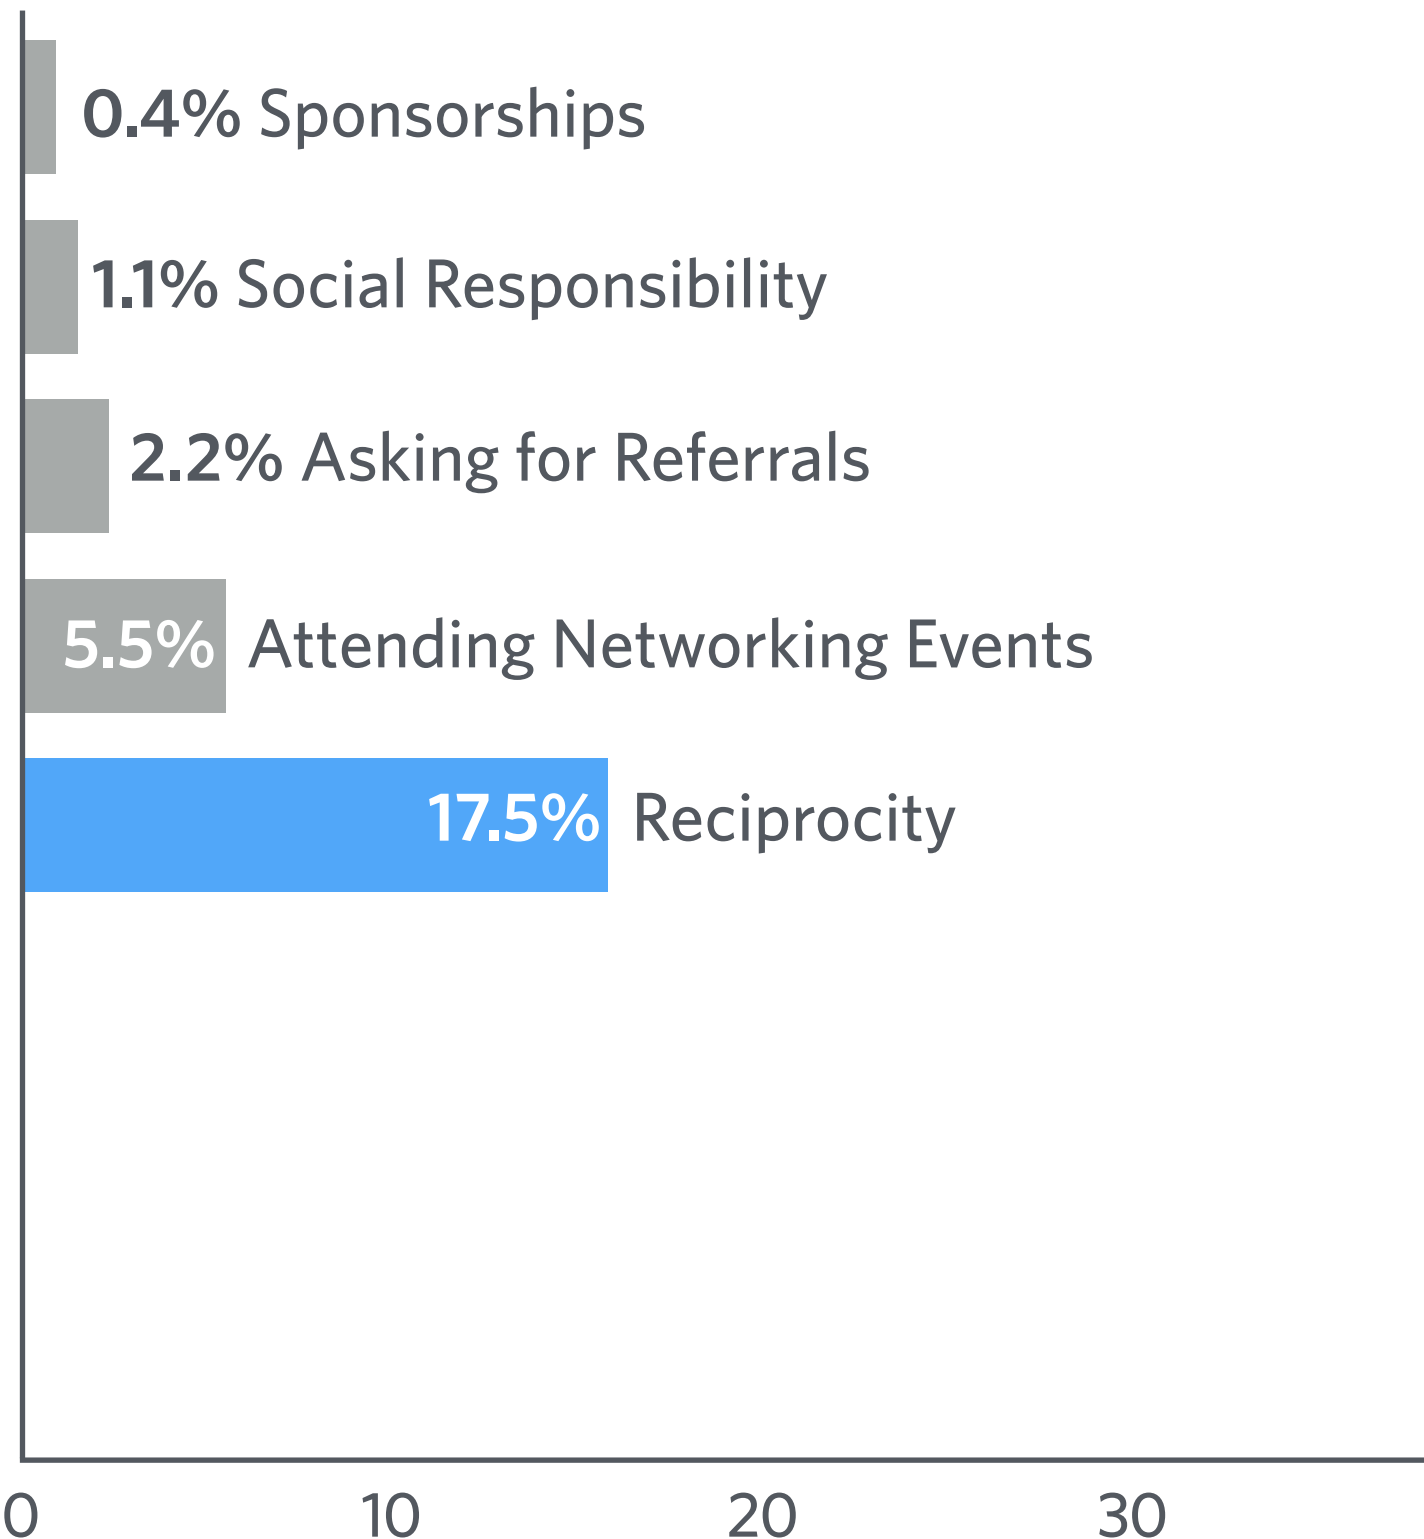 0.4% Sponsorships
1.1% Social Responsibility
2.2% Asking for Referrals
5.5% Attending Networking Events
17.5% Reciprocity
0 10 20 30